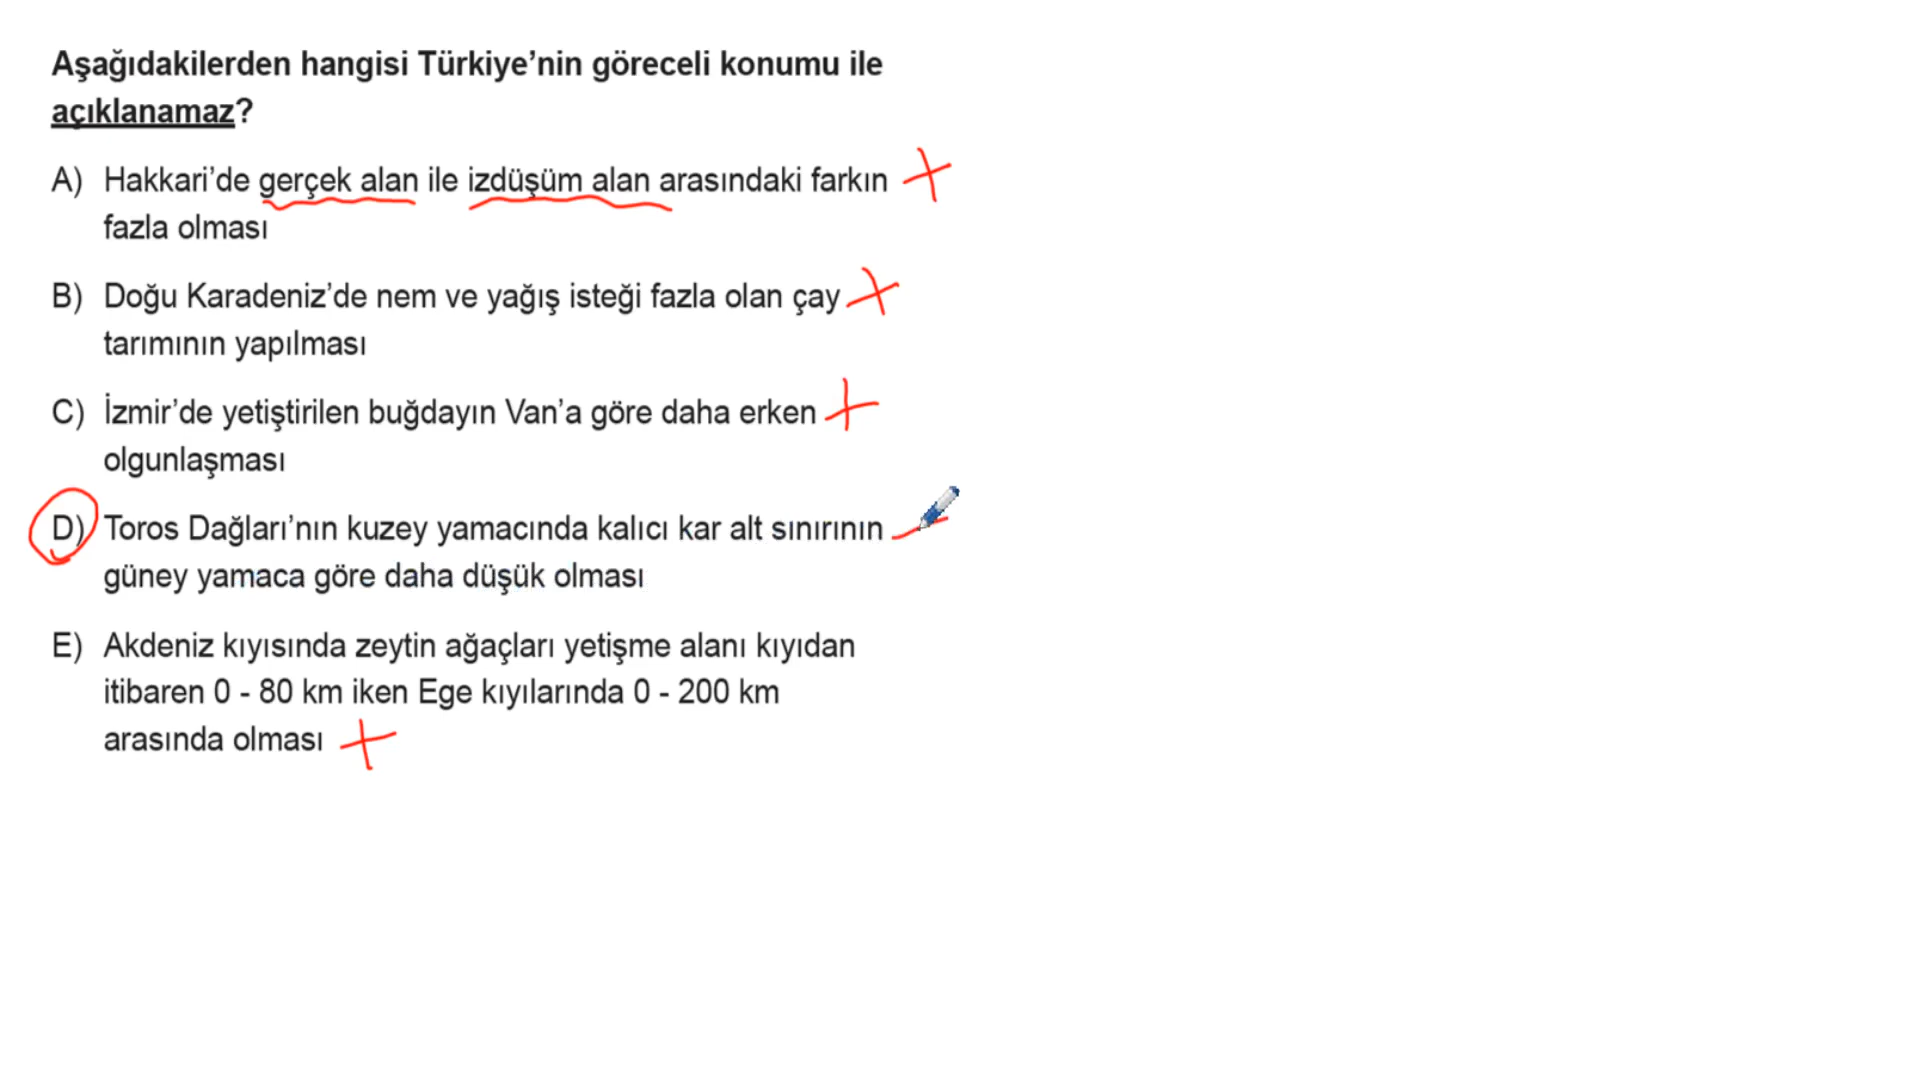 Aşağıdakilerden hangisi Türkiye’nin göreceli konumu ile
açıklanamaz?
A) Hakkari’de gerçek alan ile izdüşüm alan arasındaki farkın
fazla olması
B) Doğu Karadeniz’de nem ve yağış isteği fazla olan çay
tarımının yapılması
C) İzmir’de yetiştirilen buğdayın Van’a göre daha erken
olgunlaşması
D) Toros Dağları’nın kuzey yamacında kalıcı kar alt sınırının
güney yamaca göre daha düşük olması
E) Akdeniz kıyısında zeytin ağaçları yetişme alanı kıyıdan
itibaren 0 - 80 km iken Ege kıyılarında 0 - 200 km
arasında olması